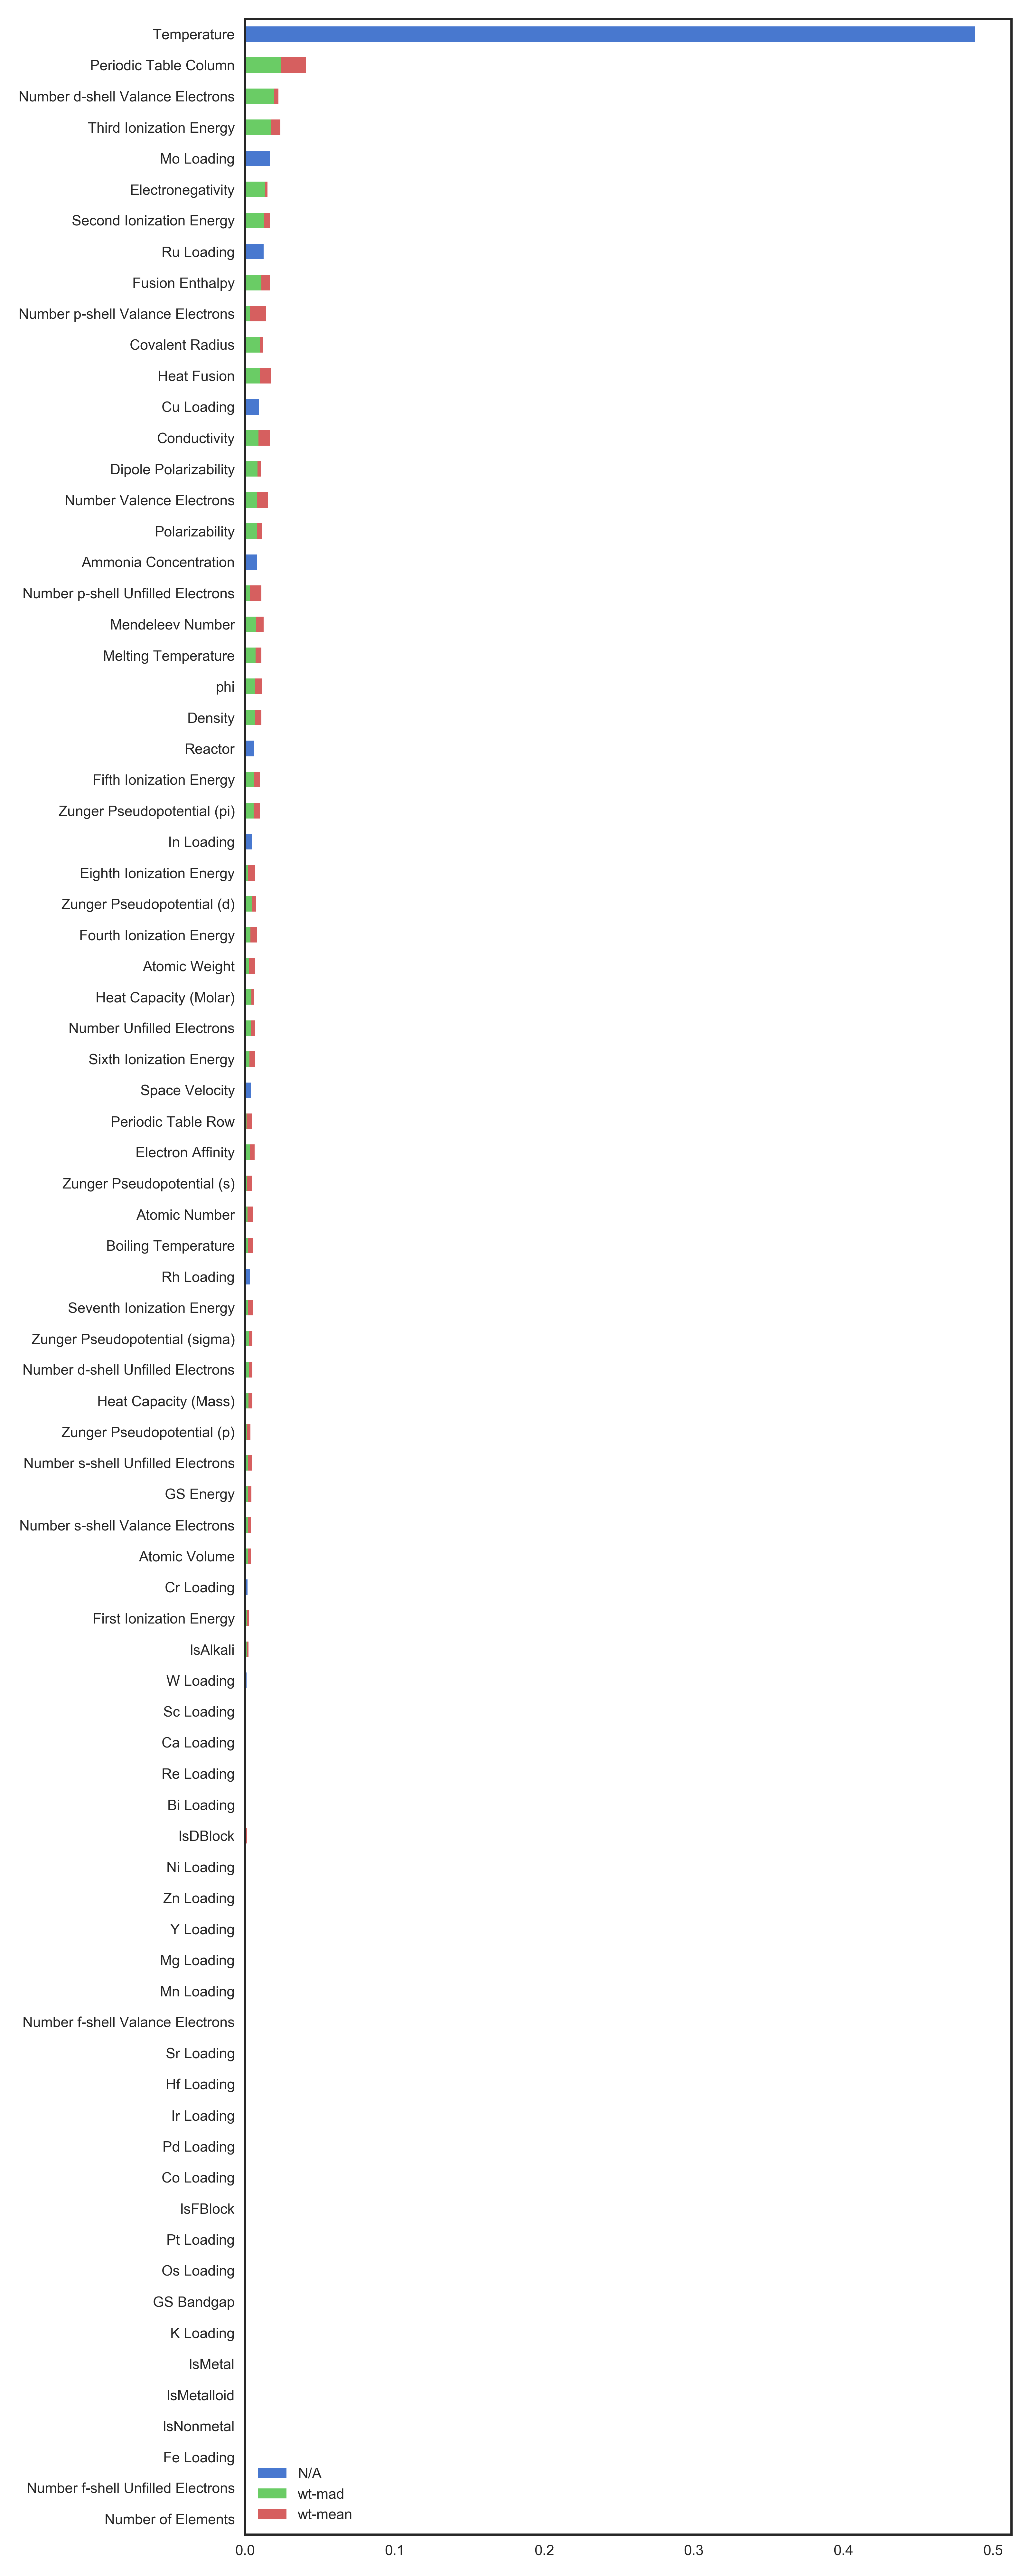 Temperature
Periodic Table Column
Number d-shell Valance Electrons
Third Ionization Energy
Mo Loading
Electronegativity
Second Ionization Energy
Ru Loading
Fusion Enthalpy
Number p-shell Valance Electrons
Covalent Radius
Heat Fusion
Cu Loading
Conductivity
Dipole Polarizability
Number Valence Electrons
Polarizability
Ammonia Concentration
Number p-shell Unfilled Electrons
Mendeleev Number
Melting Temperature
phi
Density
Reactor
Fifth Ionization Energy
Zunger Pseudopotential (pi)
In Loading
Eighth Ionization Energy
Zunger Pseudopotential (d)
Fourth Ionization Energy
Atomic Weight
Heat Capacity (Molar)
Number Unfilled Electrons
Sixth Ionization Energy
Space Velocity
Periodic Table Row
Electron Affinity
Zunger Pseudopotential (s)
Atomic Number
Boiling Temperature
Rh Loading
Seventh Ionization Energy
Zunger Pseudopotential (sigma)
Number d-shell Unfilled Electrons
Heat Capacity (Mass)
Zunger Pseudopotential (p)
Number s-shell Unfilled Electrons
GS Energy
Number s-shell Valance Electrons
Atomic Volume
Cr Loading
First Ionization Energy
IsAlkali
W Loading
Sc Loading
Ca Loading
Re Loading
Bi Loading
IsDBlock
Ni Loading
Zn Loading
Y Loading
Mg Loading
Mn Loading
Number f-shell Valance Electrons
Sr Loading
Hf Loading
Ir Loading
Pd Loading
Co Loading
IsFBlock
Pt Loading
Os Loading
GS Bandgap
K Loading
IsMetal
IsMetalloid
IsNonmetal
Fe Loading
Number f-shell Unfilled Electrons
Number of Elements
N/A
wt-mad
wt-mean
0.0 0.1 0.2 0.3 0.4 0.5